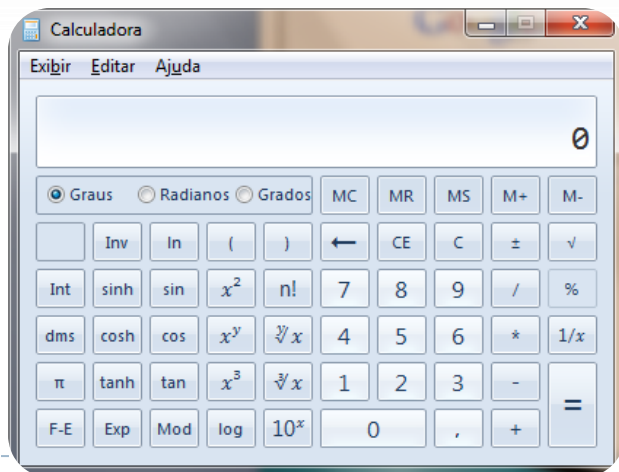 Calculadora
Exibir Editar Ajuda
0
Graus Radianos Grados MC MR MS M+ M-
Inv ln ( ) ← CE C ± √
Int sinh sin x² n! 7 8 9 / %
dms cosh cos xʸ ʸ√x 4 5 6 * 1/x
π tanh tan x³ ³√x 1 2 3 - =
F-E Exp Mod log 10ˣ 0 , +